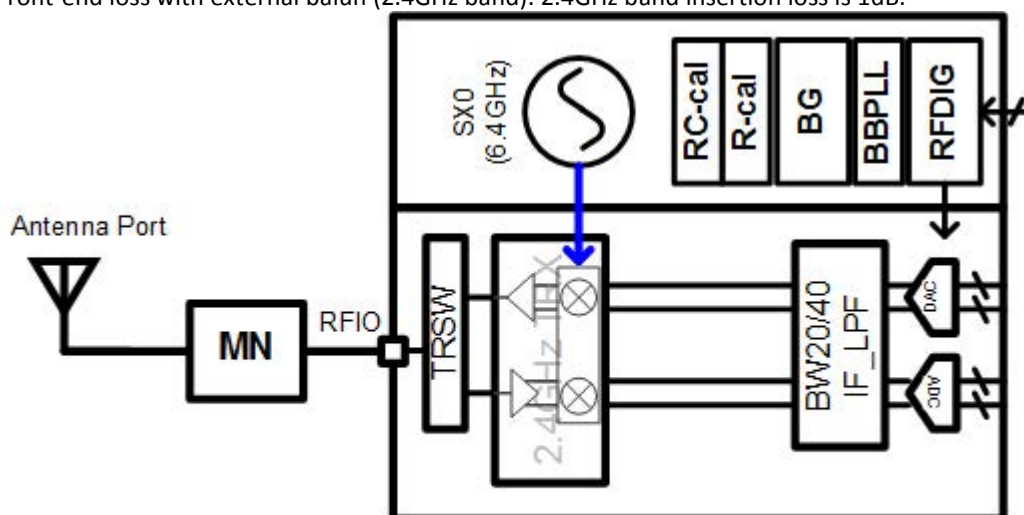 ront-end loss with external balun (2.4GHz band): 2.4GHz band insertion loss is 1dB.
SX0
(6.4GHz)
RC-cal
R-cal
BG
BBPLL
RFDIG
Antenna Port
MN
RFIO
TRSW
2.4GHz TRX
BW20/40
IF_LPF
DAC
ADC